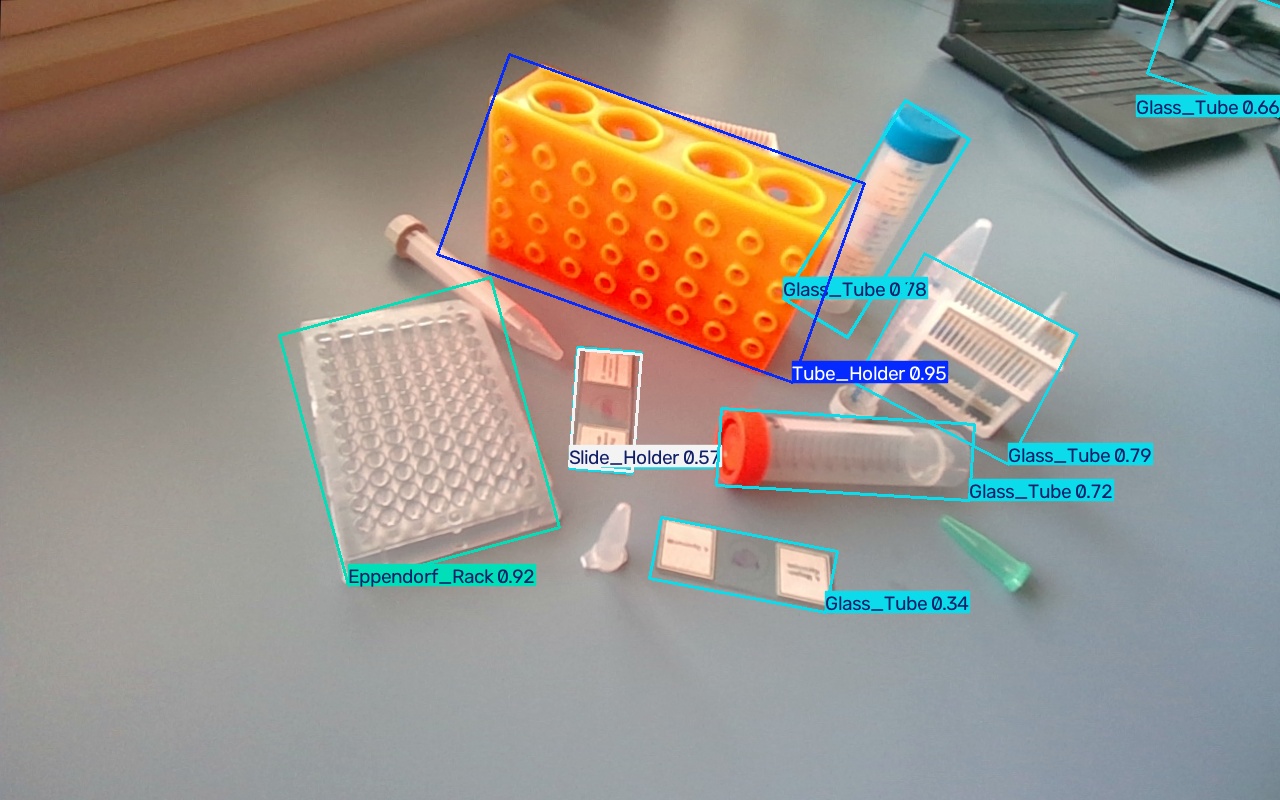 Glass_Tube 0.66
Glass_Tube 0.78
Tube_Holder 0.95
Slide_Holder 0.57
Glass_Tube 0.79
Glass_Tube 0.72
Eppendorf_Rack 0.92
Glass_Tube 0.34